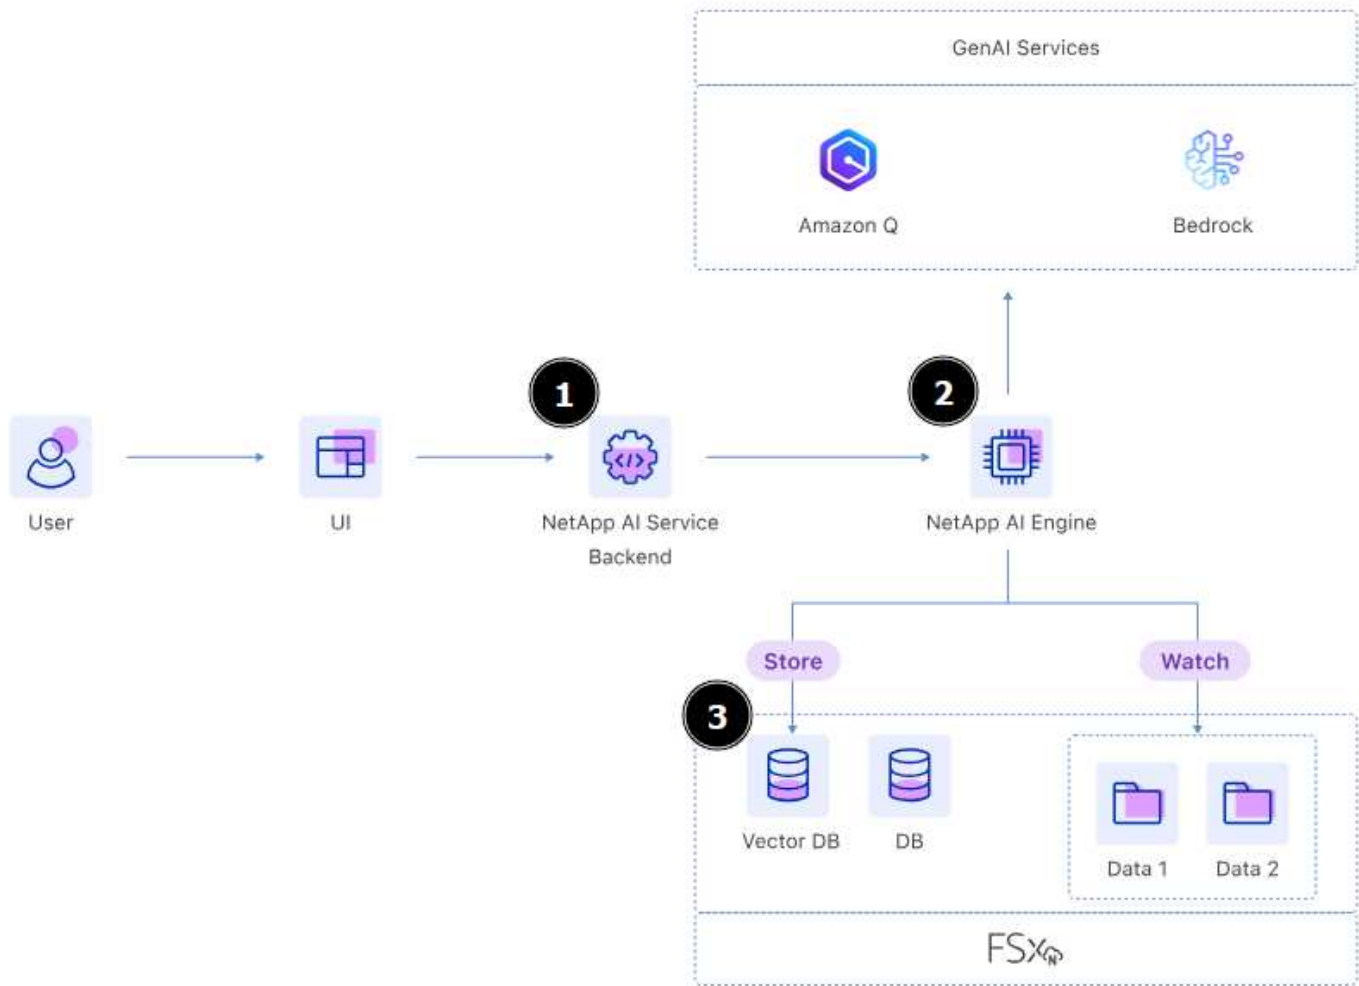 GenAI Services
Amazon Q
Bedrock
1
2
User
UI
NetApp AI Service
Backend
NetApp AI Engine
Store
Watch
3
Vector DB
DB
Data 1
Data 2
FSxN